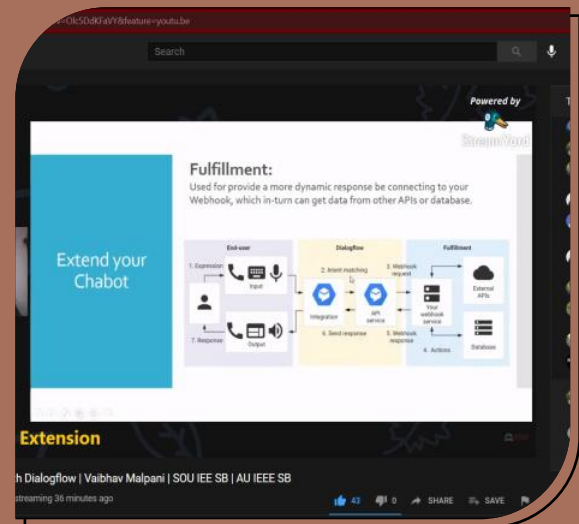 v=OIc5DdKFaVY&feature=youtu.be
Search
Powered by
StreamYard
Fulfillment:
Used for provide a more dynamic response be connecting to your
Webhook, which in-turn can get data from other APIs or database.
Extend your
Chabot
End-user
Dialogflow
Fulfillment
1. Expression
Input
2. Intent matching
3. Webhook
request
External
APIs
Integration
API
service
Your
webhook
service
7. Response
Output
6. Send response
5. Webhook
response
4. Actions
Database
Extension
h Dialogflow | Vaibhav Malpani | SOU IEE SB | AU IEEE SB
streaming 36 minutes ago
43
0
SHARE
SAVE